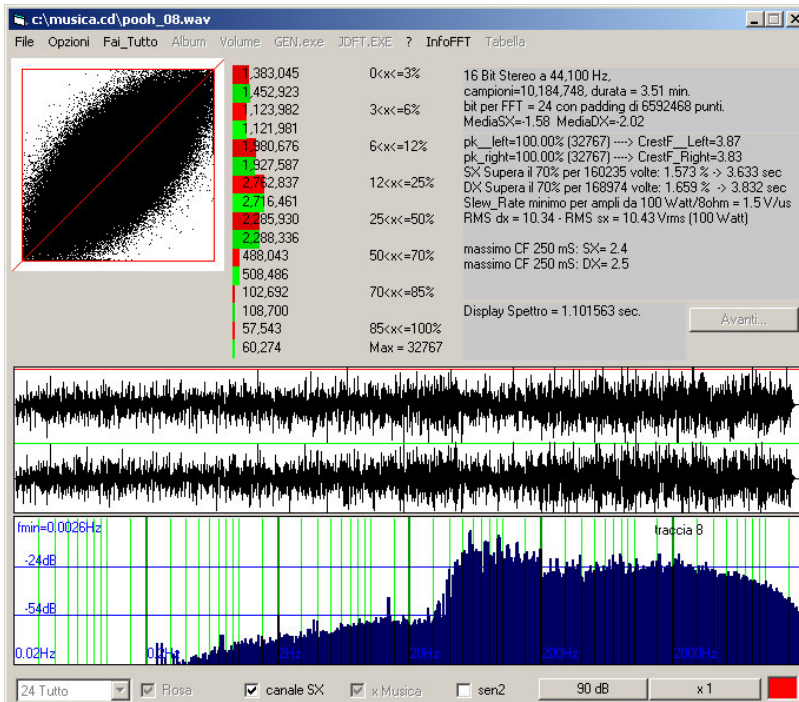 c:\musica.cd\pooh_08.wav
File Opzioni Fai_Tutto Album Volume GEN.exe JDFT.EXE ? InfoFFT Tabella
1,383,045 0<x<=3%
1,452,923
1,123,982 3<x<=6%
1,121,981
1,980,676 6<x<=12%
1,927,587
2,762,837 12<x<=25%
2,716,461
2,285,930 25<x<=50%
2,288,336
488,043 50<x<=70%
508,486
102,692 70<x<=85%
108,700
57,543 85<x<=100%
60,274 Max = 32767
16 Bit Stereo a 44,100 Hz,
campioni=10,184,748, durata = 3.51 min.
bit per FFT = 24 con padding di 6592468 punti.
MediaSX=-1.58 MediaDX=-2.02
pk__left=100.00% (32767) ----> CrestF__Left=3.87
pk_right=100.00% (32767) ----> CrestF_Right=3.83
SX Supera il 70% per 160235 volte: 1.573 % -> 3.633 sec
DX Supera il 70% per 168974 volte: 1.659 % -> 3.832 sec
Slew_Rate minimo per ampli da 100 Watt/8ohm = 1.5 V/us
RMS dx = 10.34 - RMS sx = 10.43 Vrms (100 Watt)
massimo CF 250 mS: SX= 2.4
massimo CF 250 mS: DX= 2.5
Display Spettro = 1.101563 sec.
Avanti...
fmin=0.0026Hz
traccia 8
-24dB
-54dB
0.02Hz 0.2Hz 2Hz 20Hz 200Hz 2000Hz
24 Tutto Rosa canale SX x Musica sen2 90 dB x 1